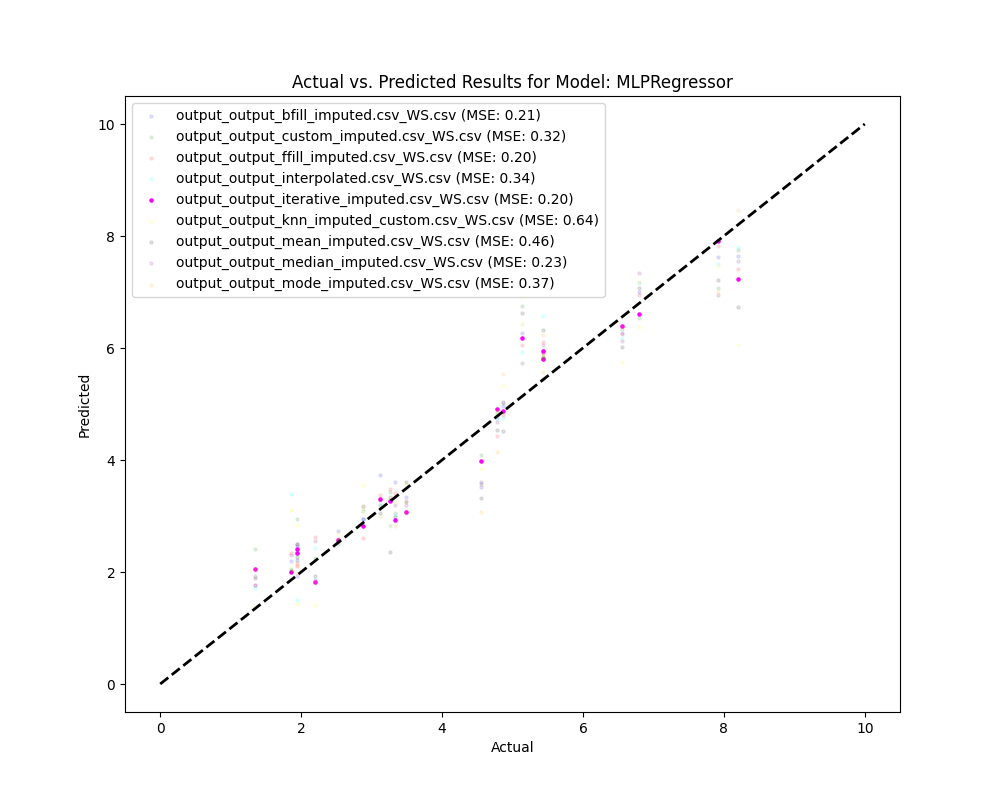 Actual vs. Predicted Results for Model: MLPRegressor
output_output_bfill_imputed.csv_WS.csv (MSE: 0.21)
output_output_custom_imputed.csv_WS.csv (MSE: 0.32)
output_output_ffill_imputed.csv_WS.csv (MSE: 0.20)
output_output_interpolated.csv_WS.csv (MSE: 0.34)
output_output_iterative_imputed.csv_WS.csv (MSE: 0.20)
output_output_knn_imputed_custom.csv_WS.csv (MSE: 0.64)
output_output_mean_imputed.csv_WS.csv (MSE: 0.46)
output_output_median_imputed.csv_WS.csv (MSE: 0.23)
output_output_mode_imputed.csv_WS.csv (MSE: 0.37)
10
8
6
4
2
0
Predicted
0 2 4 6 8 10
Actual